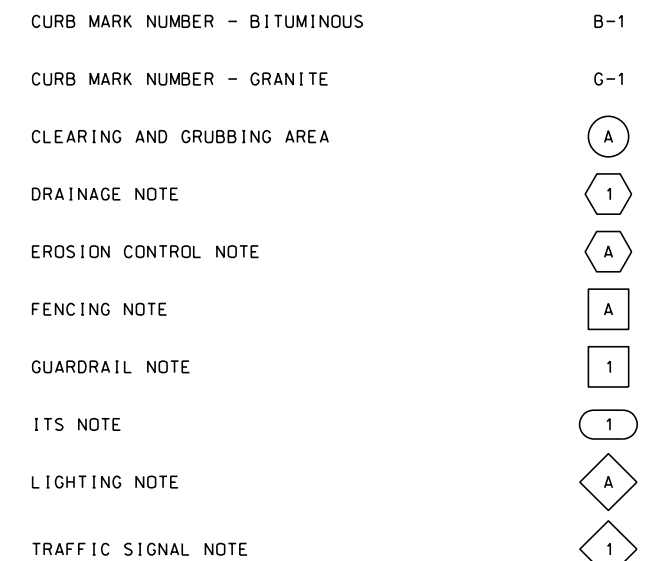 CURB MARK NUMBER - BITUMINOUS B-1
CURB MARK NUMBER - GRANITE G-1
CLEARING AND GRUBBING AREA A
DRAINAGE NOTE 1
EROSION CONTROL NOTE A
FENCING NOTE A
GUARDRAIL NOTE 1
ITS NOTE 1
LIGHTING NOTE A
TRAFFIC SIGNAL NOTE 1